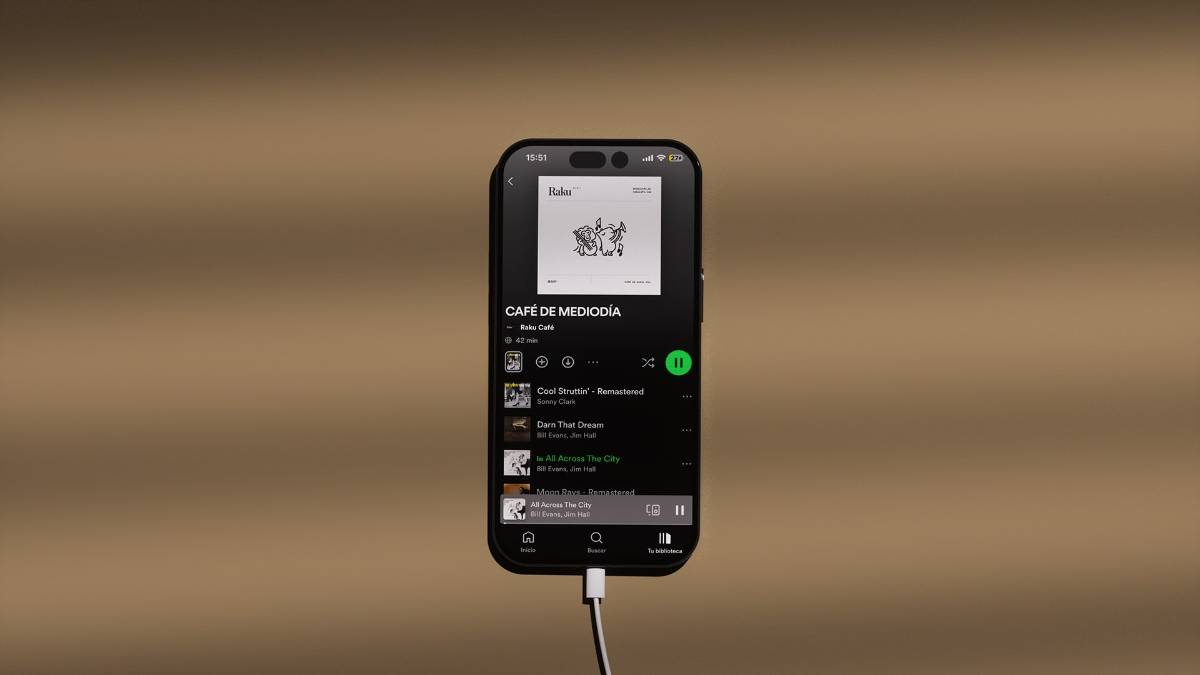 15:51
27
Raku
CAFÉ DE MEDIODÍA
Raku Café
42 min
Cool Struttin' - Remastered
Sonny Clark
Darn That Dream
Bill Evans, Jim Hall
All Across The City
Bill Evans, Jim Hall
Moon Rays - Remastered
All Across The City
Bill Evans, Jim Hall
Inicio
Buscar
Tu biblioteca